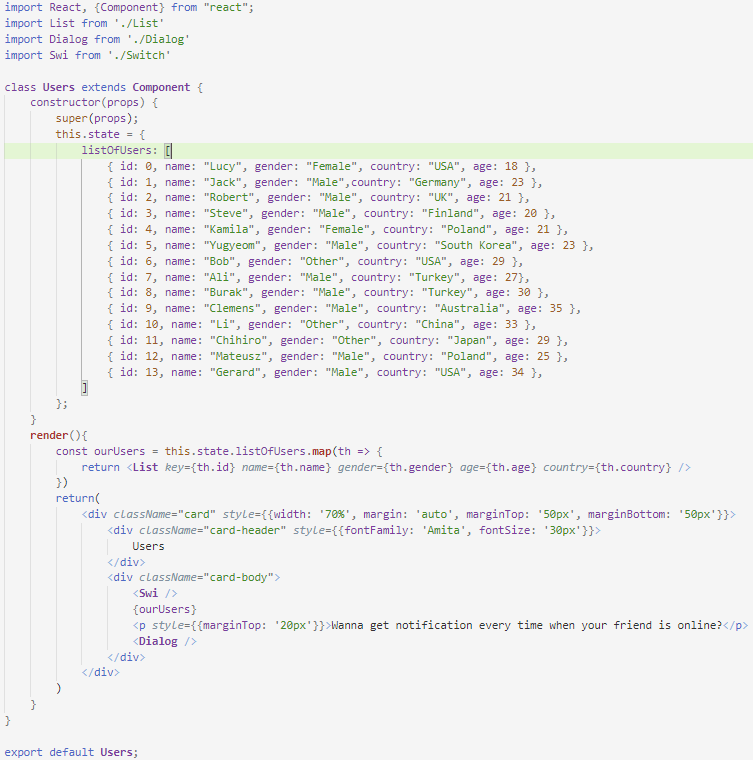 import React, {Component} from "react";
import List from './List'
import Dialog from './Dialog'
import Swi from './Switch'

class Users extends Component {
    constructor(props) {
        super(props);
        this.state = {
            listOfUsers: [
                { id: 0, name: "Lucy", gender: "Female", country: "USA", age: 18 },
                { id: 1, name: "Jack", gender: "Male",country: "Germany", age: 23 },
                { id: 2, name: "Robert", gender: "Male", country: "UK", age: 21 },
                { id: 3, name: "Steve", gender: "Male", country: "Finland", age: 20 },
                { id: 4, name: "Kamila", gender: "Female", country: "Poland", age: 21 },
                { id: 5, name: "Yugyeom", gender: "Male", country: "South Korea", age: 23 },
                { id: 6, name: "Bob", gender: "Other", country: "USA", age: 29 },
                { id: 7, name: "Ali", gender: "Male", country: "Turkey", age: 27},
                { id: 8, name: "Burak", gender: "Male", country: "Turkey", age: 30 },
                { id: 9, name: "Clemens", gender: "Male", country: "Australia", age: 35 },
                { id: 10, name: "Li", gender: "Other", country: "China", age: 33 },
                { id: 11, name: "Chihiro", gender: "Other", country: "Japan", age: 29 },
                { id: 12, name: "Mateusz", gender: "Male", country: "Poland", age: 25 },
                { id: 13, name: "Gerard", gender: "Male", country: "USA", age: 34 },
            ]
        };
    }
    render(){
        const ourUsers = this.state.listOfUsers.map(th => {
            return <List key={th.id} name={th.name} gender={th.gender} age={th.age} country={th.country} />
        })
        return(
            <div className="card" style={{width: '70%', margin: 'auto', marginTop: '50px', marginBottom: '50px'}}>
                <div className="card-header" style={{fontFamily: 'Amita', fontSize: '30px'}}>
                    Users
                </div>
                <div className="card-body">
                    <Swi />
                    {ourUsers}
                    <p style={{marginTop: '20px'}}>Wanna get notification every time when your friend is online?</p>
                    <Dialog />
                </div>
            </div>
        )
    }
}

export default Users;